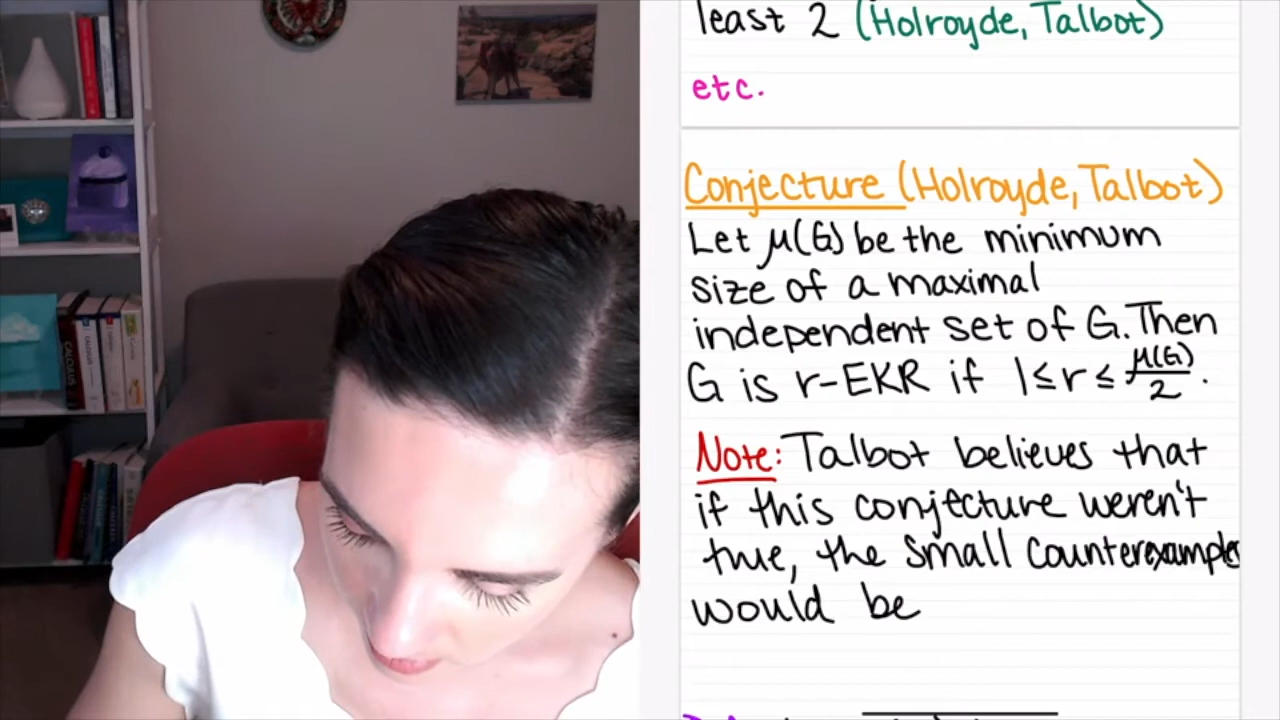 least 2 (Holroyde, Talbot)
etc.
Conjecture (Holroyde, Talbot)
Let μ(G) be the minimum
size of a maximal
independent set of G. Then
G is r-EKR if 1≤r≤ μ(G)/2.
Note: Talbot believes that
if this conjecture weren't
true, the small counterexamples
would be
CALCULUS